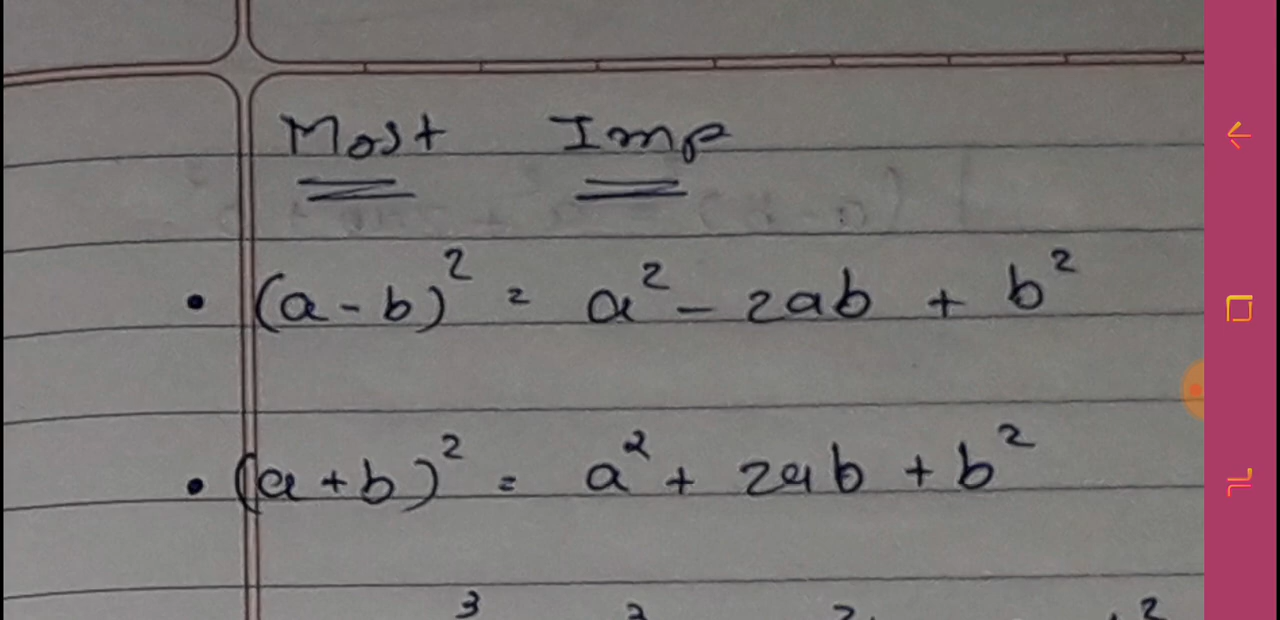 Most Imp
• (a - b)² = a² - 2ab + b²
• (a + b)² = a² + 2ab + b²